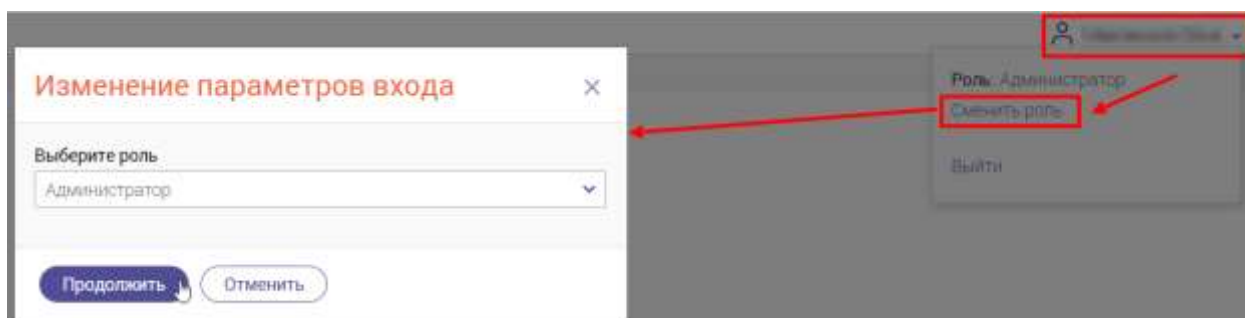 Изменение параметров входа
Выберите роль
Администратор
Продолжить
Отменить
Роль: Администратор
Сменить роль
Выйти